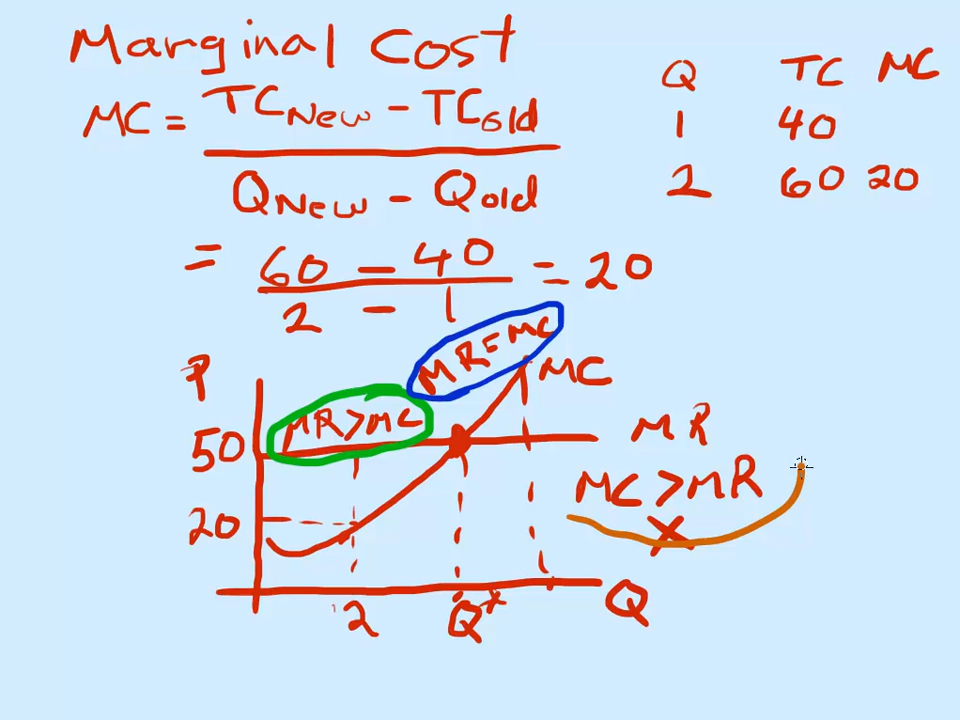 Marginal Cost
MC = TCNew - TCold
QNew - Qold
= 60 - 40 = 20
2 - 1
Q TC MC
1 40
2 60 20
P
MR=MC
MC
MR>MC
50
MR
MC>MR
20
X
2
Q*
Q